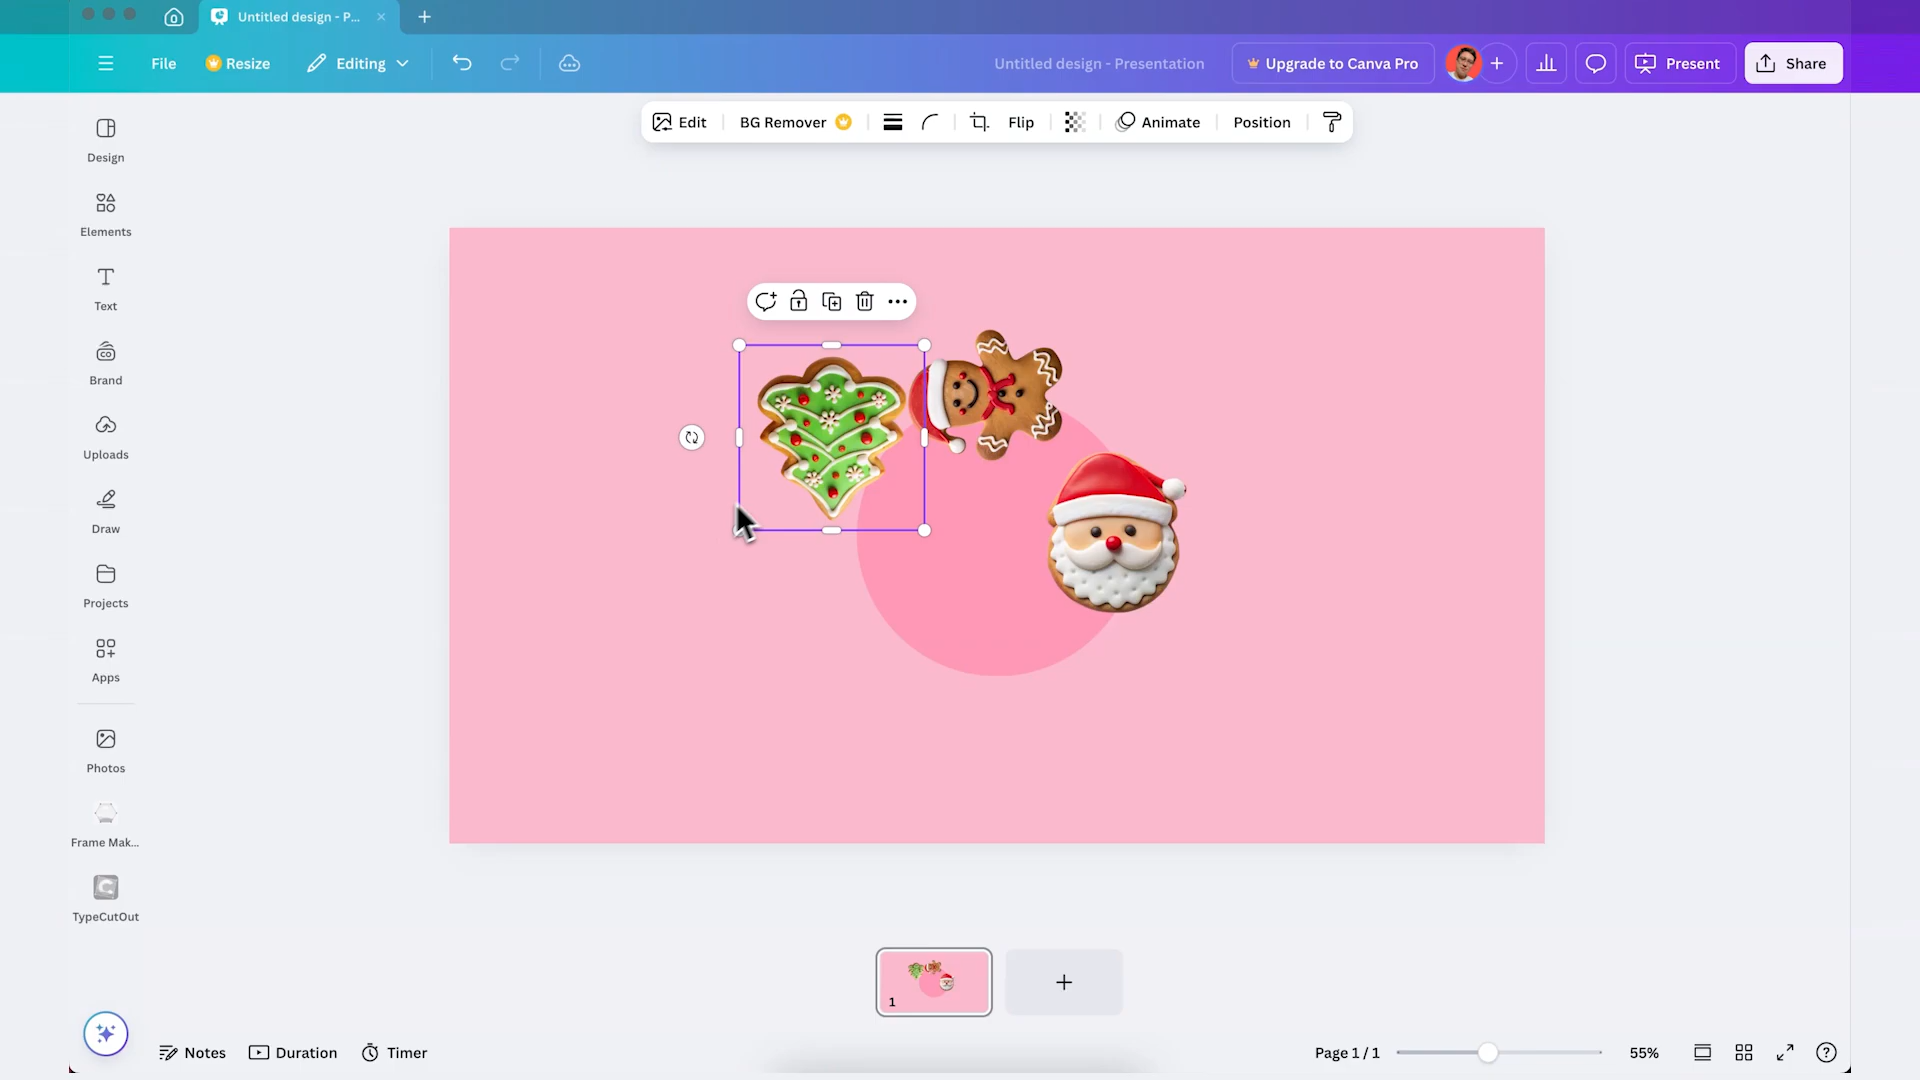 Untitled design - P...
File
Resize
Editing
Untitled design - Presentation
Upgrade to Canva Pro
Present
Share
Edit
BG Remover
Flip
Animate
Position
Design
Elements
Text
Brand
Uploads
Draw
Projects
Apps
Photos
Frame Mak...
TypeCutOut
1
Notes
Duration
Timer
Page 1 / 1
55%